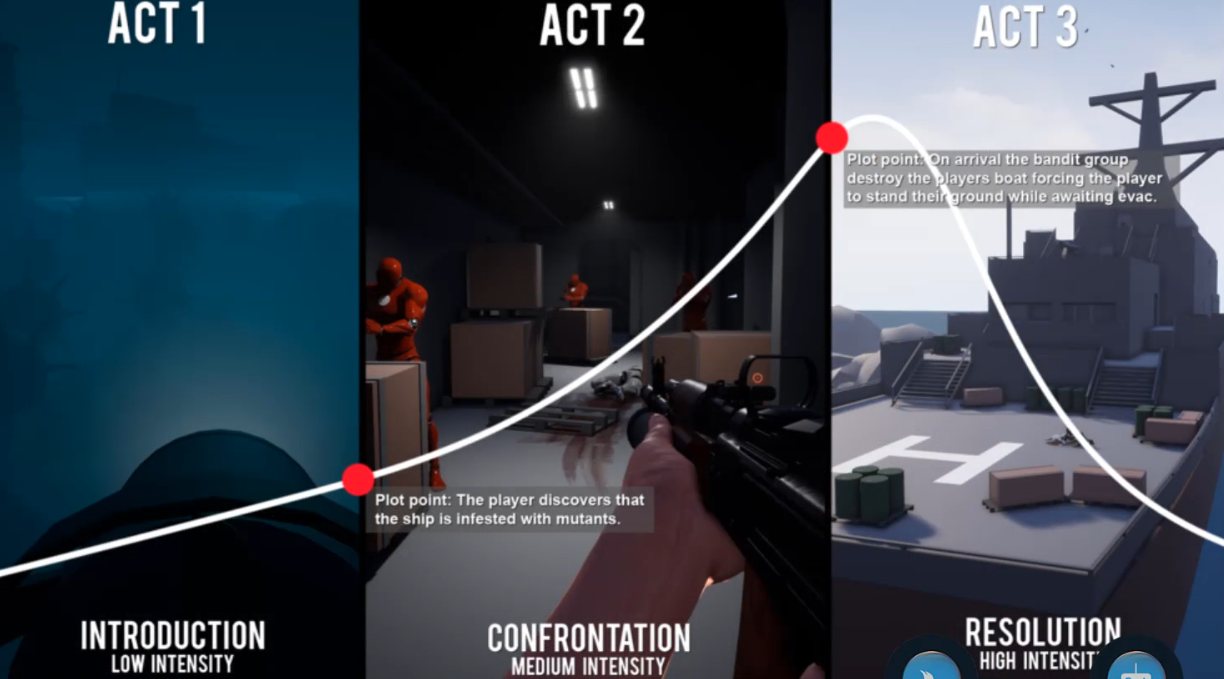 ACT 1
INTRODUCTION
LOW INTENSITY
ACT 2
Plot point: The player discovers that
the ship is infested with mutants.
CONFRONTATION
MEDIUM INTENSITY
ACT 3
Plot point: On arrival the bandit group
destroy the players boat forcing the player
to stand their ground while awaiting evac.
H
RESOLUTION
HIGH INTENSIT